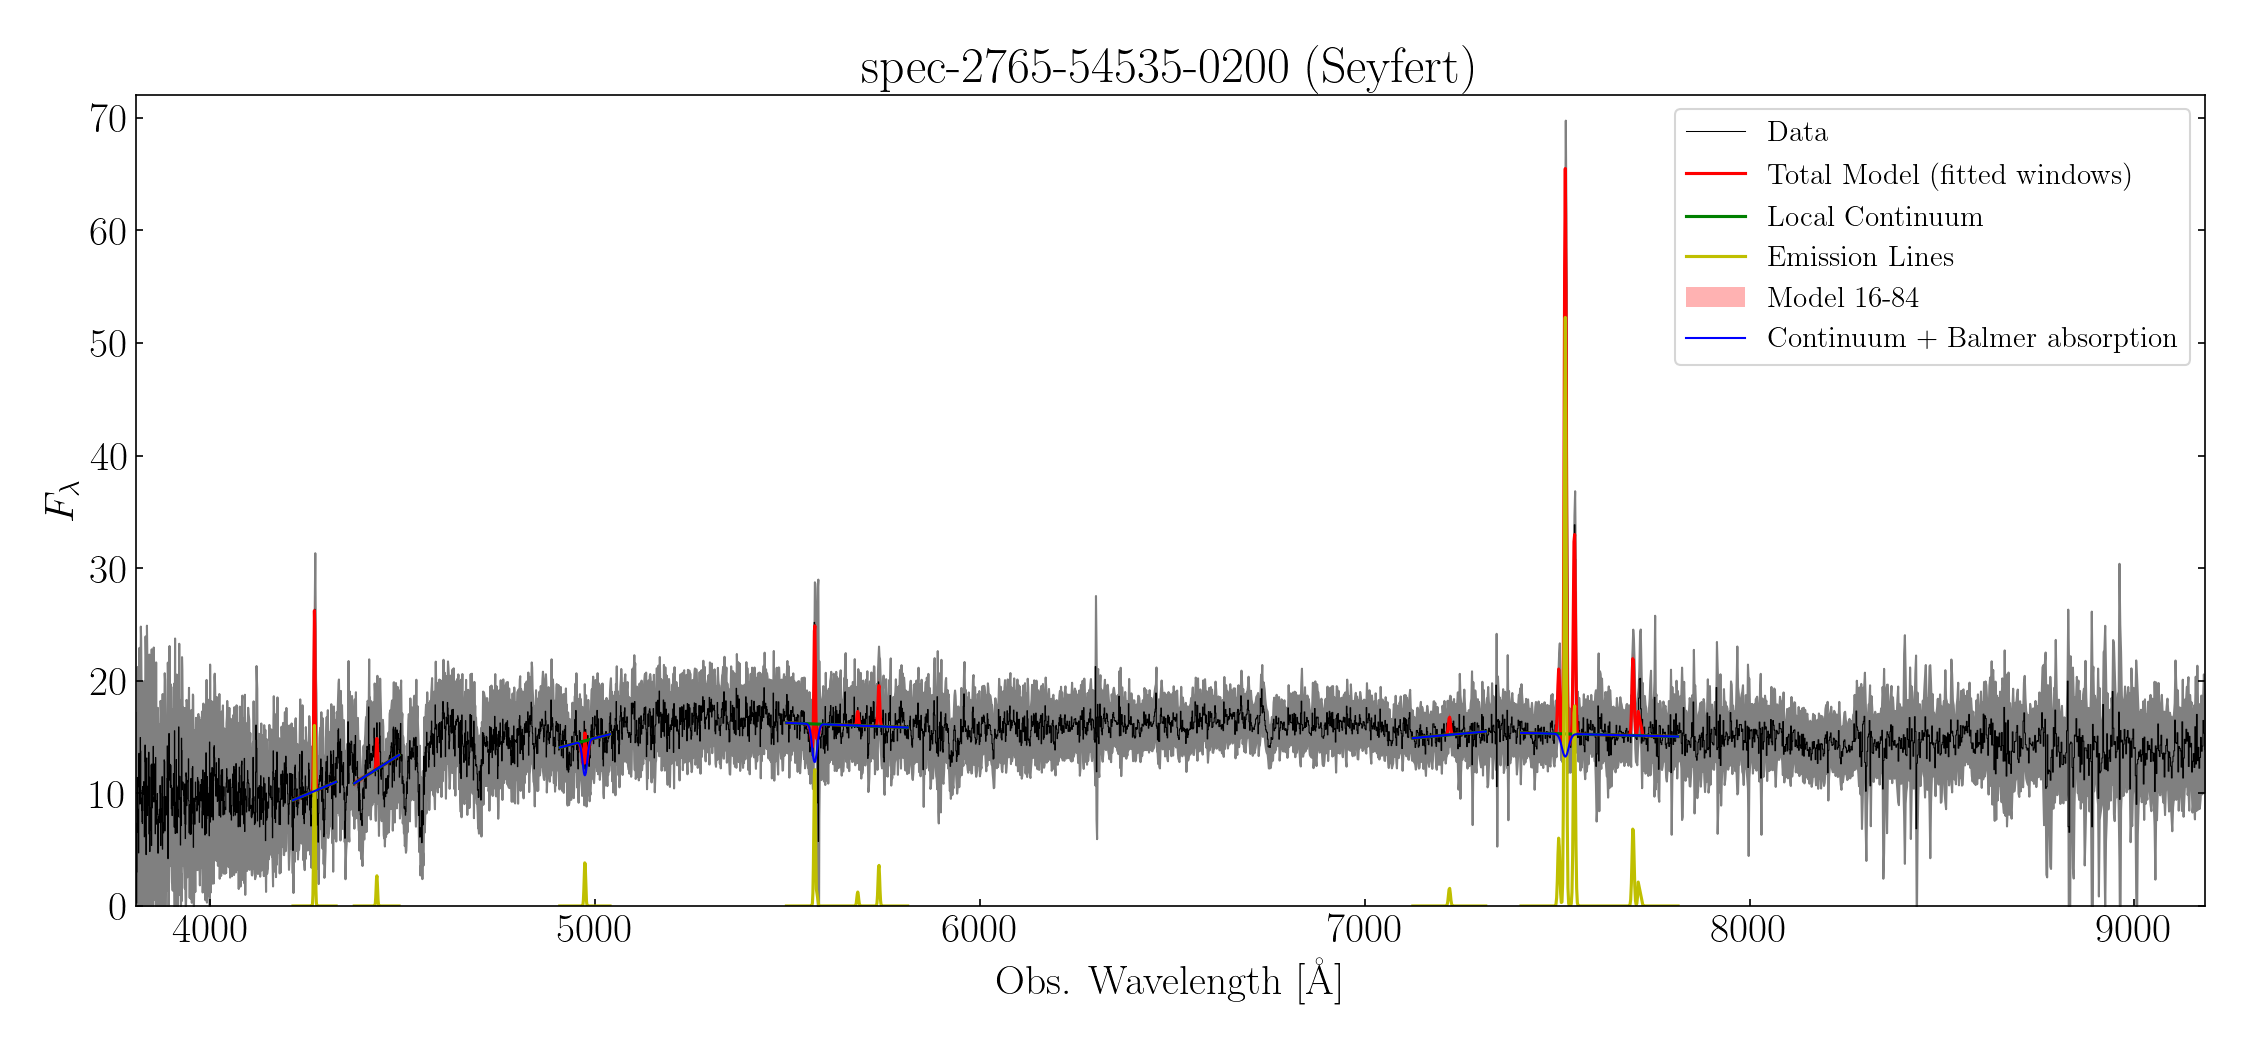 spec-2765-54535-0200 (Seyfert)
70
60
50
40
30
20
10
0
F_λ
Data
Total Model (fitted windows)
Local Continuum
Emission Lines
Model 16-84
Continuum + Balmer absorption
4000 5000 6000 7000 8000 9000
Obs. Wavelength [Å]